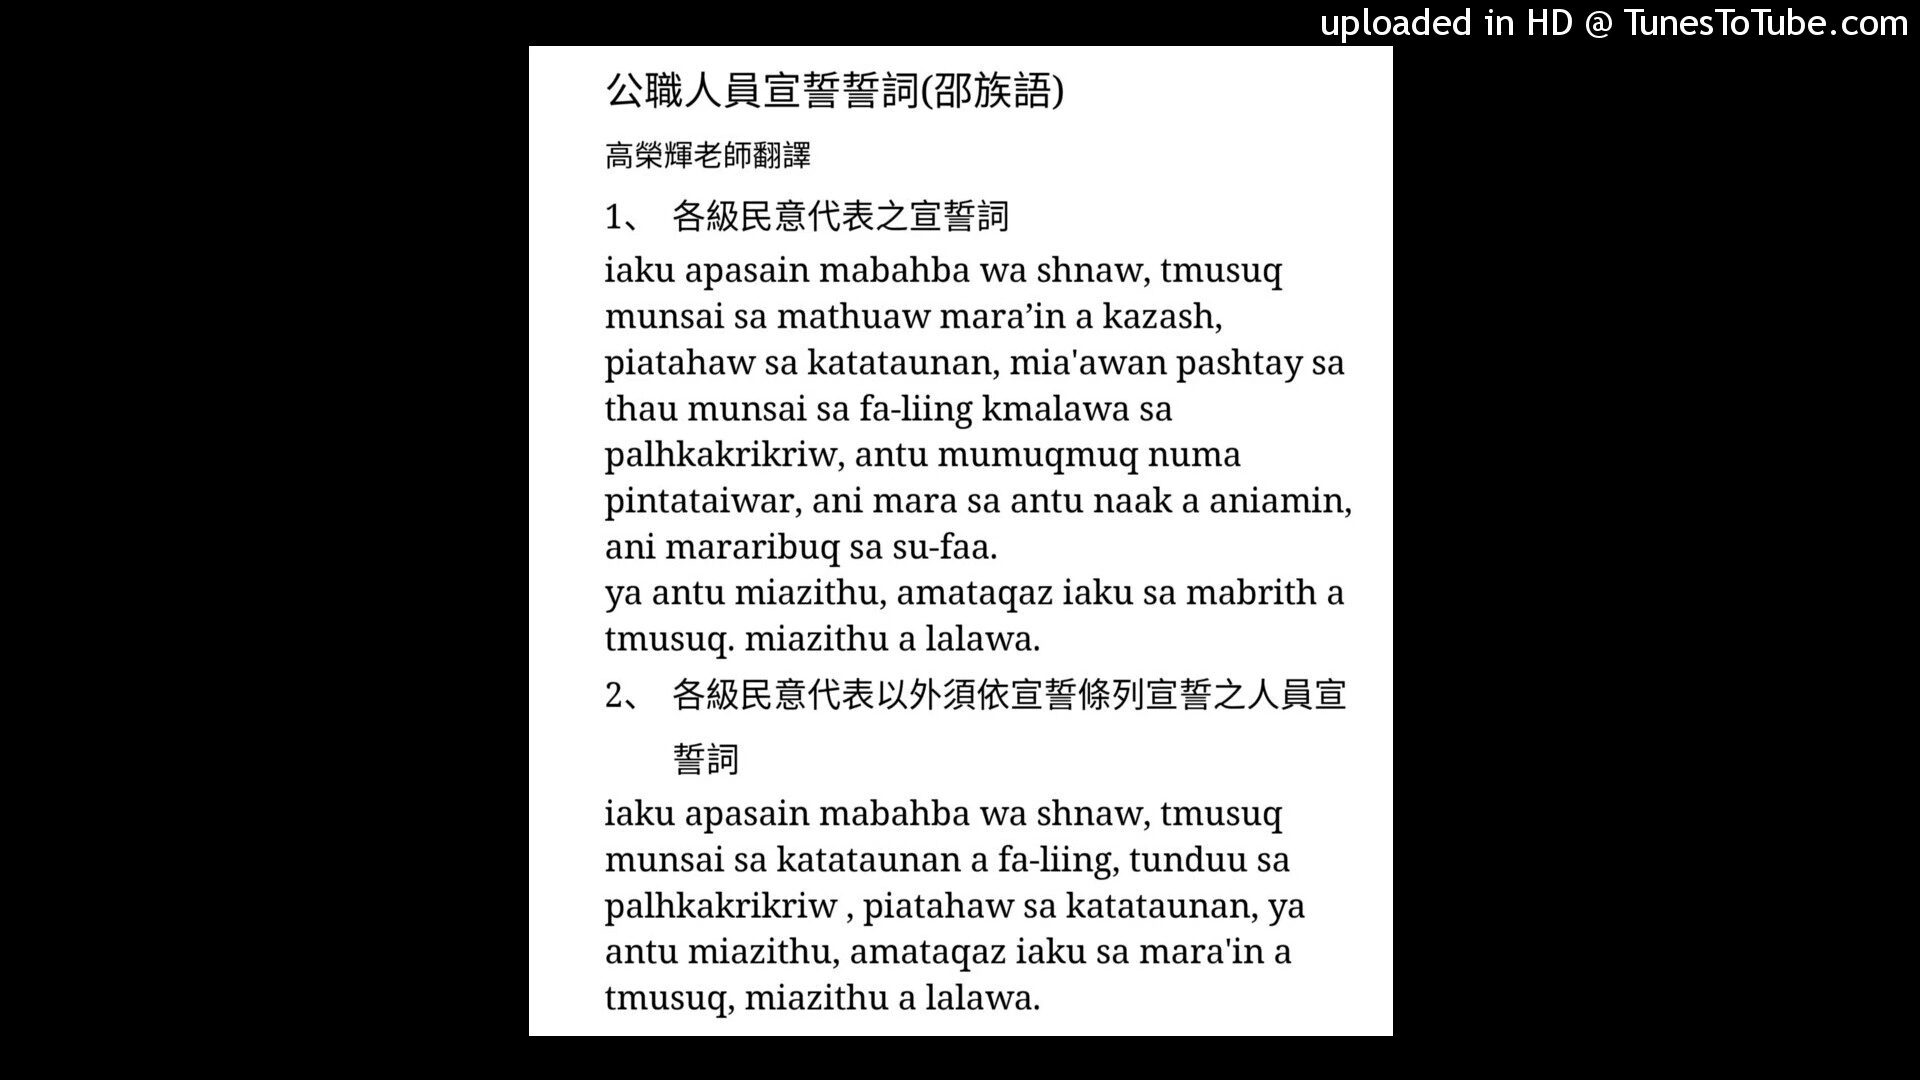 uploaded in HD @ TunesToTube.com
公職人員宣誓誓詞(邵族語)
高榮輝老師翻譯
1、 各級民意代表之宣誓詞
iaku apasain mabahba wa shnaw, tmusuq
munsai sa mathuaw mara’in a kazash,
piatahaw sa katataunan, mia'awan pashtay sa
thau munsai sa fa-liing kmalawa sa
palhkakrikriw, antu mumuqmuq numa
pintataiwar, ani mara sa antu naak a aniamin,
ani mararibuq sa su-faa.
ya antu miazithu, amataqaz iaku sa mabrith a
tmusuq. miazithu a lalawa.
2、 各級民意代表以外須依宣誓條列宣誓之人員宣
誓詞
iaku apasain mabahba wa shnaw, tmusuq
munsai sa katataunan a fa-liing, tunduu sa
palhkakrikriw , piatahaw sa katataunan, ya
antu miazithu, amataqaz iaku sa mara'in a
tmusuq, miazithu a lalawa.